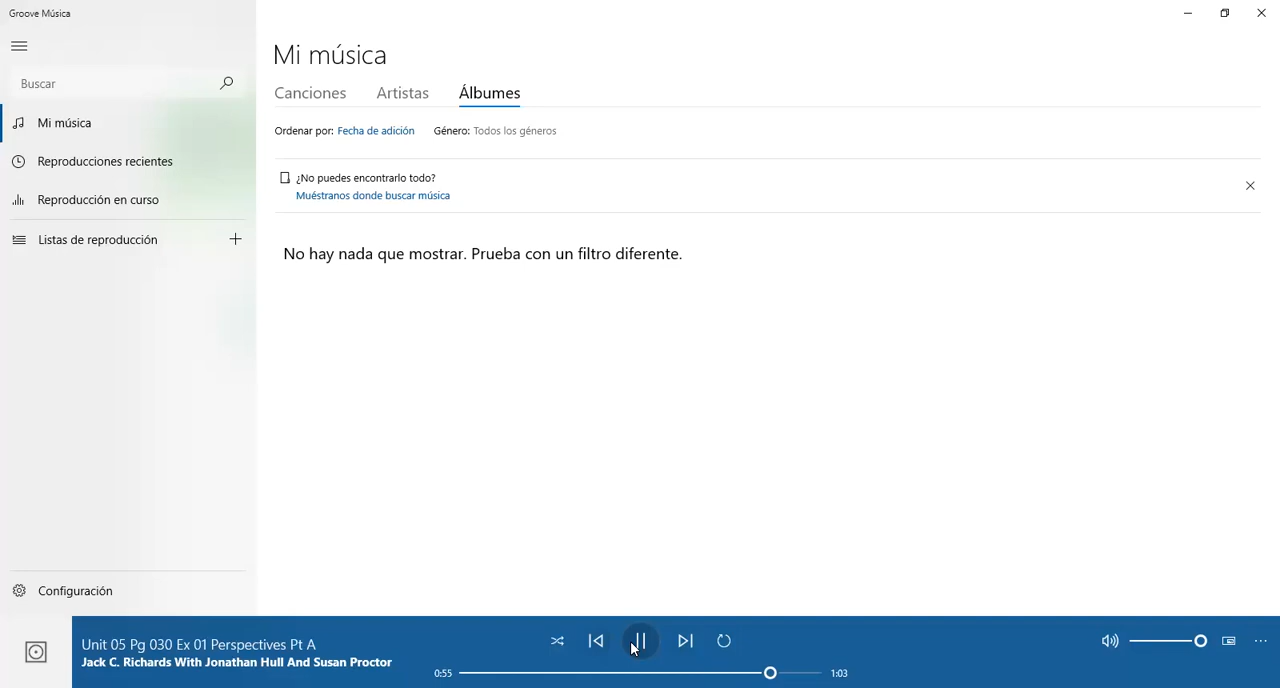 Groove Música
Buscar
Mi música
Reproducciones recientes
Reproducción en curso
Listas de reproducción
Configuración
Mi música
Canciones Artistas Álbumes
Ordenar por: Fecha de adición Género: Todos los géneros
¿No puedes encontrarlo todo?
Muéstranos donde buscar música
No hay nada que mostrar. Prueba con un filtro diferente.
Unit 05 Pg 030 Ex 01 Perspectives Pt A
Jack C. Richards With Jonathan Hull And Susan Proctor
0:55 1:03